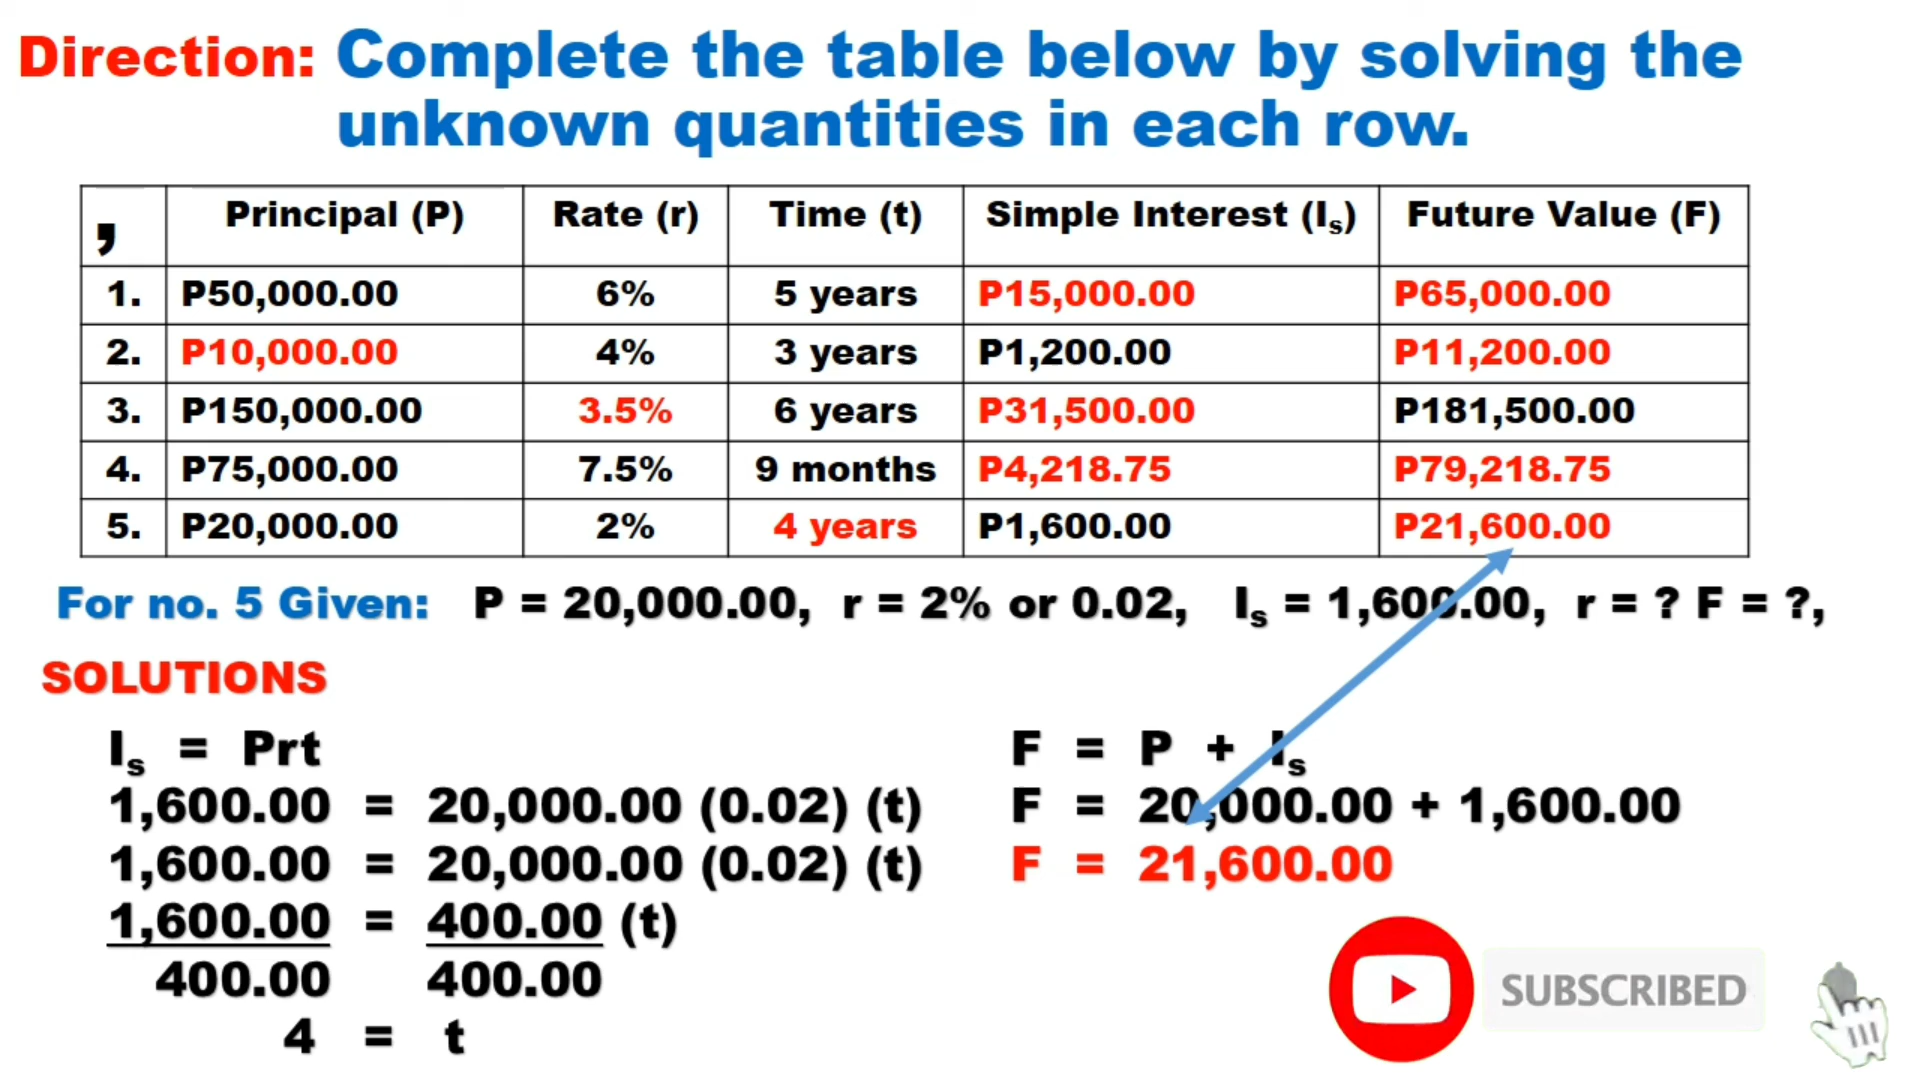 Direction: Complete the table below by solving the
unknown quantities in each row.
, Principal (P) Rate (r) Time (t) Simple Interest (Is) Future Value (F)
1. P50,000.00 6% 5 years P15,000.00 P65,000.00
2. P10,000.00 4% 3 years P1,200.00 P11,200.00
3. P150,000.00 3.5% 6 years P31,500.00 P181,500.00
4. P75,000.00 7.5% 9 months P4,218.75 P79,218.75
5. P20,000.00 2% 4 years P1,600.00 P21,600.00
For no. 5 Given: P = 20,000.00, r = 2% or 0.02, Is = 1,600.00, r = ? F = ?,
SOLUTIONS
Is = Prt
1,600.00 = 20,000.00 (0.02) (t)
1,600.00 = 20,000.00 (0.02) (t)
1,600.00 = 400.00 (t)
400.00 400.00
4 = t
F = P + Is
F = 20,000.00 + 1,600.00
F = 21,600.00
SUBSCRIBED